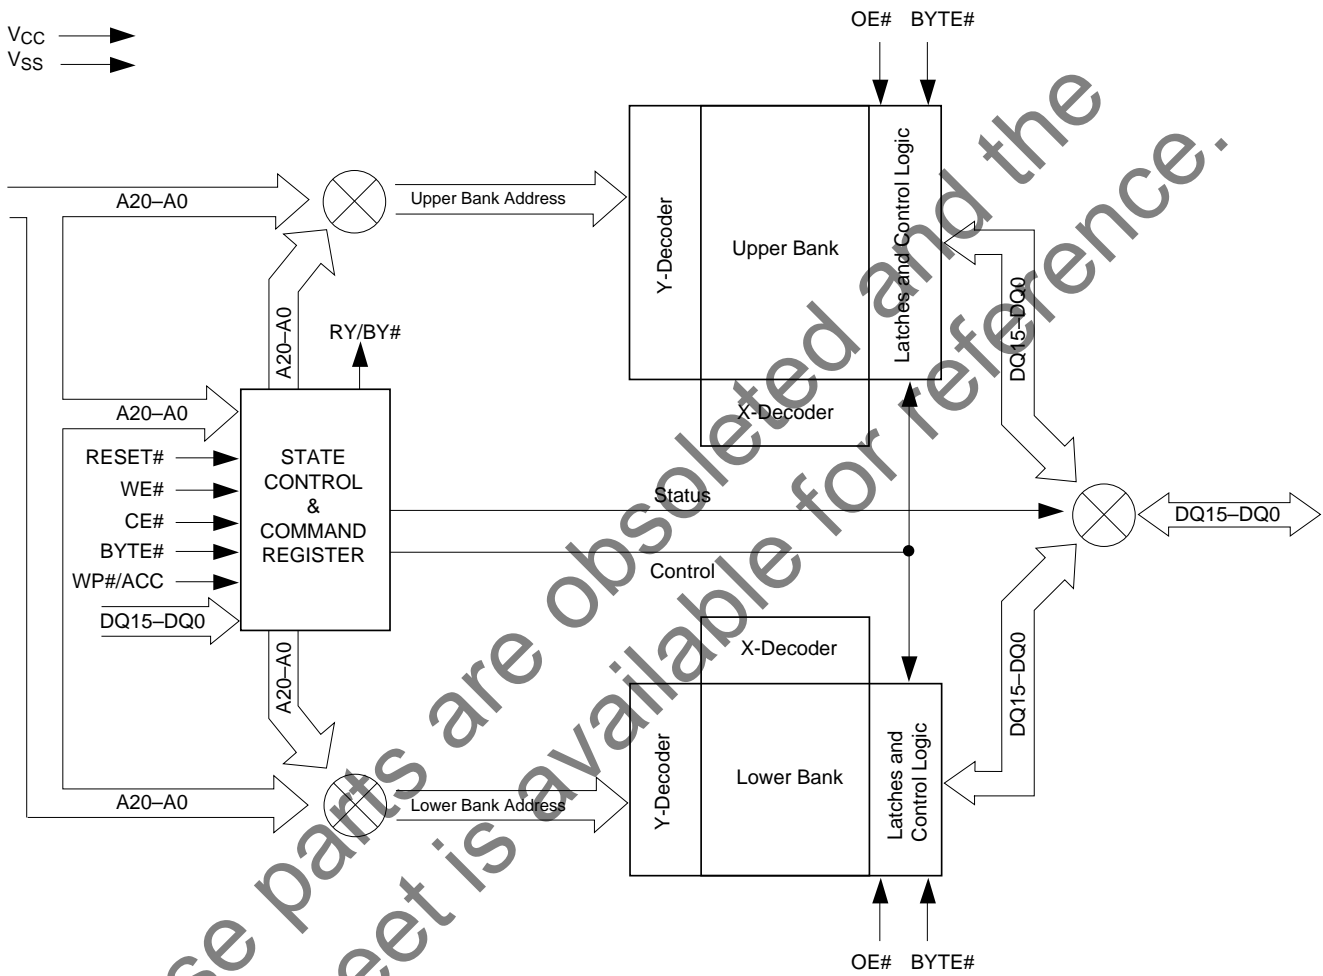 OE# BYTE#
VCC
VSS
A20–A0
Upper Bank Address
Y-Decoder
Upper Bank
Latches and Control Logic
X-Decoder
DQ15–DQ0
A20–A0
RY/BY#
A20–A0
RESET#
WE#
CE#
BYTE#
WP#/ACC
DQ15–DQ0
STATE
CONTROL
&
COMMAND
REGISTER
Status
Control
DQ15–DQ0
A20–A0
X-Decoder
Y-Decoder
Lower Bank
Latches and
Control Logic
DQ15–DQ0
A20–A0
Lower Bank Address
OE# BYTE#
parts are obsoleted and the
is available for reference.